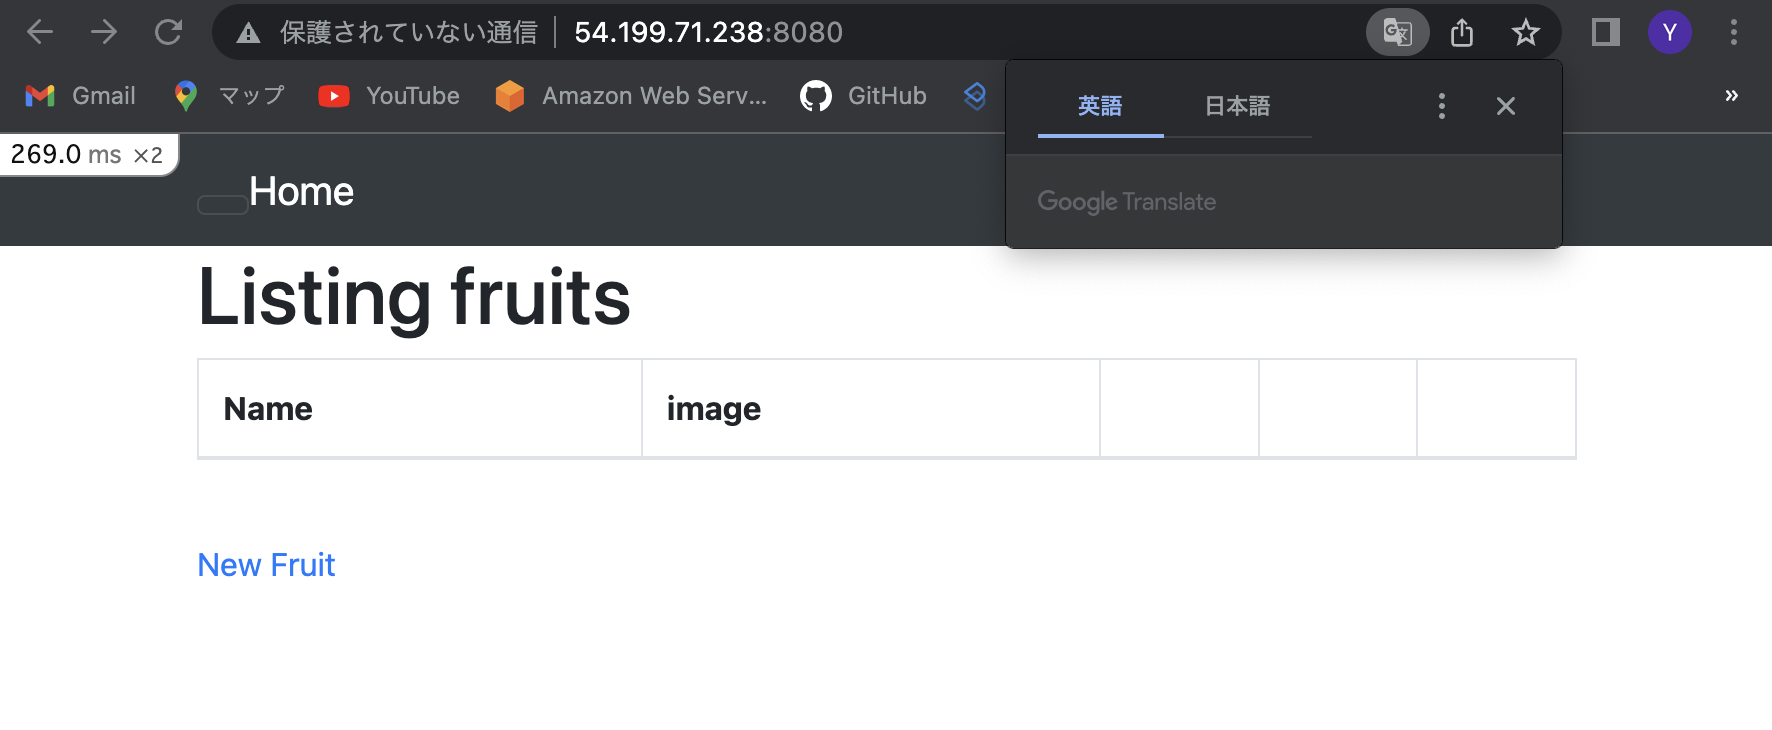 保護されていない通信 54.199.71.238:8080
Y
Gmail マップ YouTube Amazon Web Serv... GitHub »
英語 日本語
Google Translate
269.0 ms ×2
Home
Listing fruits
Name image
New Fruit